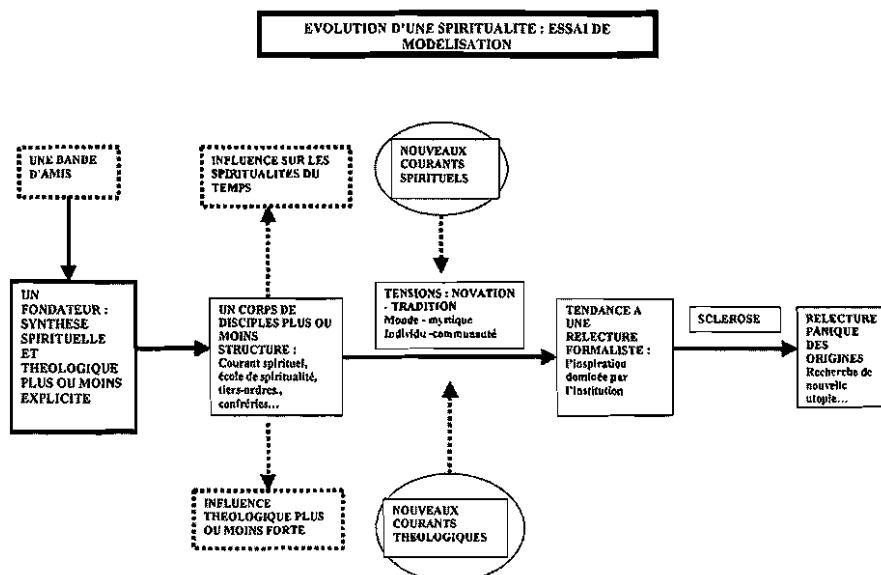 EVOLUTION D'UNE SPIRITUALITE : ESSAI DE
MODELISATION
UNE BANDE
D'AMIS
INFLUENCE SUR LES
SPIRITUALITES DU
TEMPS
NOUVEAUX
COURANTS
SPIRITUELS
UN
FONDATEUR :
SYNTHESE
SPIRITUELLE
ET
THEOLOGIQUE
PLUS OU MOINS
EXPLICITE
UN CORPS DE
DISCIPLES PLUS OU
MOINS
STRUCTURE :
Courant spirituel,
école de spiritualité,
tiers-ordres.,
confréries...
TENSIONS : NOVATION
- TRADITION
Monde - mystique
Individu -communauté
TENDANCE A
UNE
RELECTURE
FORMALISTE :
l'inspiration
dominée par
l'institution
SCLEROSE
RELECTURE
PANIQUE
DES
ORIGINES
Recherche de
nouvelle
utopie...
INFLUENCE
THEOLOGIQUE PLUS
OU MOINS FORTE
NOUVEAUX
COURANTS
THEOLOGIQUES